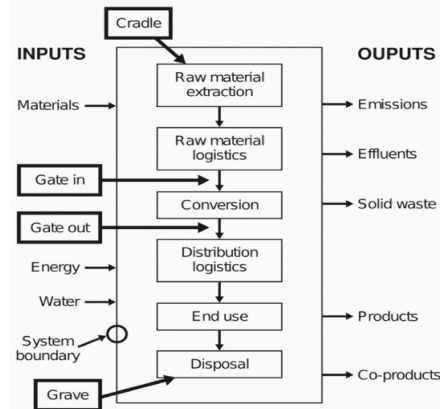 Cradle
INPUTS
OUPUTS
Raw material
extraction
Materials
Emissions
Raw material
logistics
Effluents
Gate in
Conversion
Solid waste
Gate out
Distribution
logistics
Energy
Water
End use
Products
System
boundary
Disposal
Co-products
Grave